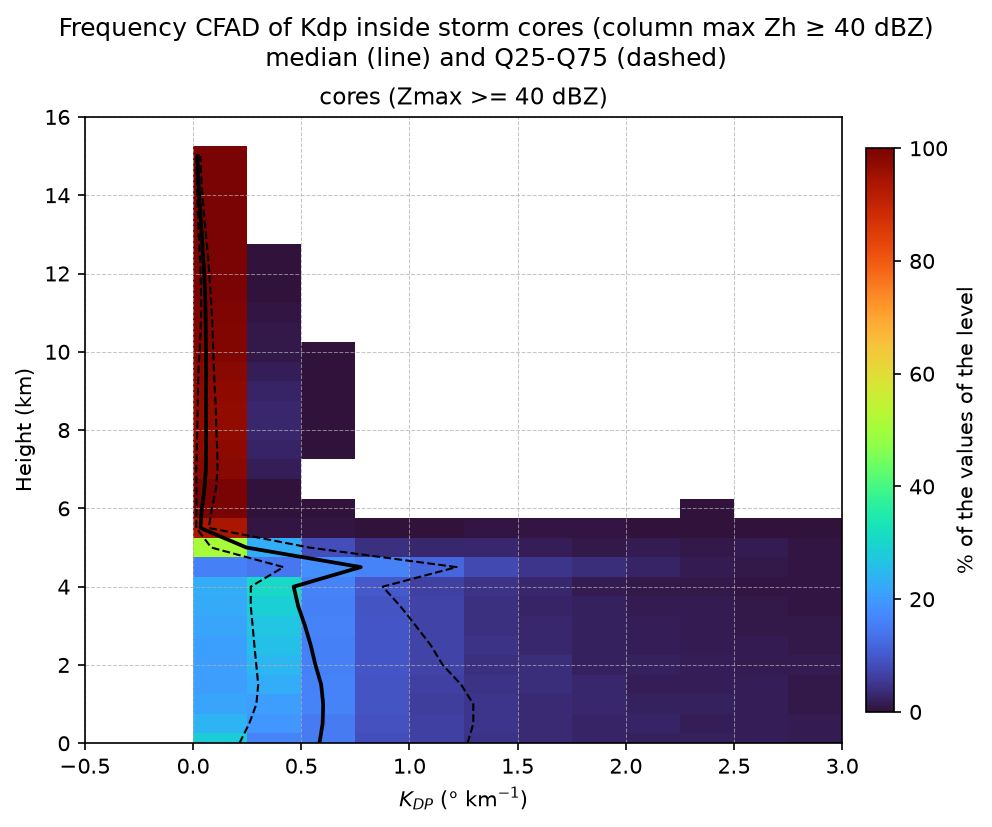 Frequency CFAD of Kdp inside storm cores (column max Zh ≥ 40 dBZ)
median (line) and Q25-Q75 (dashed)
cores (Zmax >= 40 dBZ)
16
14
12
10
8
6
4
2
0
Height (km)
−0.5 0.0 0.5 1.0 1.5 2.0 2.5 3.0
K_DP (° km⁻¹)
100
80
60
40
20
0
% of the values of the level